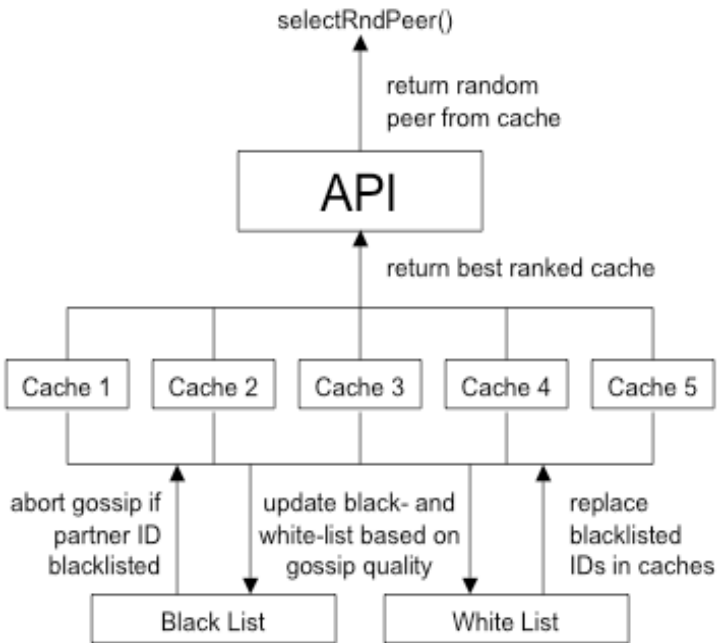 selectRndPeer()
return random
peer from cache
API
return best ranked cache
Cache 1
Cache 2
Cache 3
Cache 4
Cache 5
abort gossip if
partner ID
blacklisted
update black- and
white-list based on
gossip quality
replace
blacklisted
IDs in caches
Black List
White List